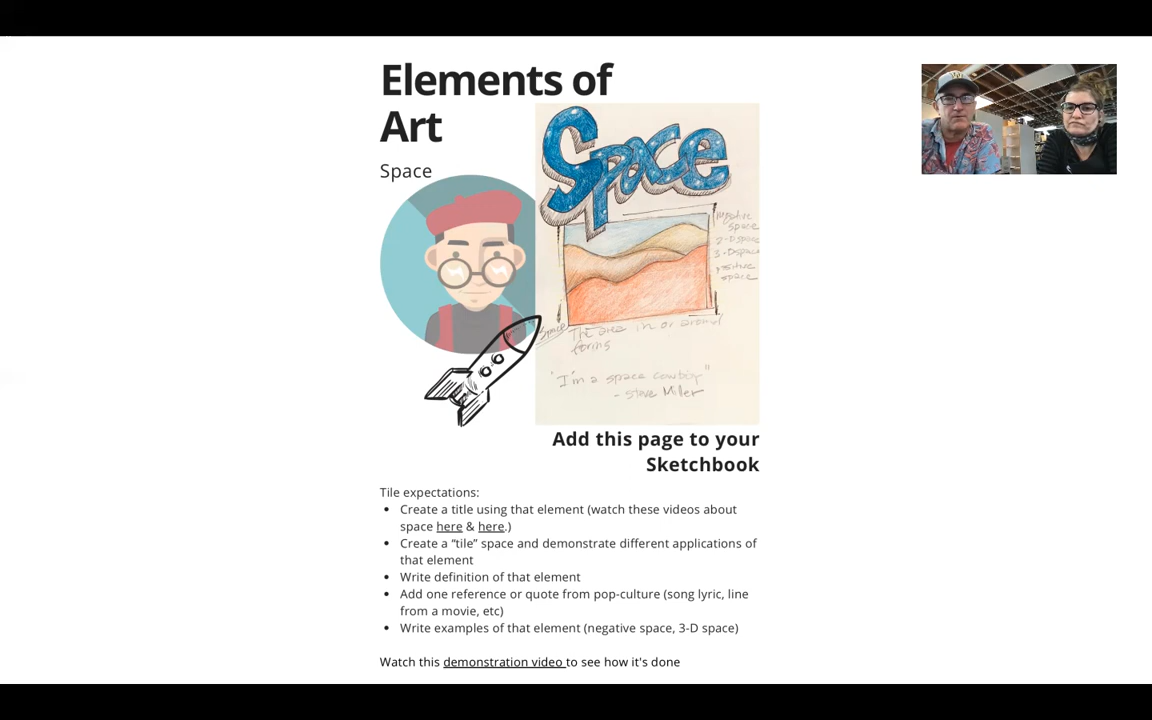 Elements of
Art
Space
Space
negative
space
2-D space
3-D space
positive
space
Space
The area in or around
forms
"I'm a space cowboy"
- Steve Miller
Add this page to your
Sketchbook
Tile expectations:
• Create a title using that element (watch these videos about
space here & here.)
• Create a “tile” space and demonstrate different applications of
that element
• Write definition of that element
• Add one reference or quote from pop-culture (song lyric, line
from a movie, etc)
• Write examples of that element (negative space, 3-D space)
Watch this demonstration video to see how it's done